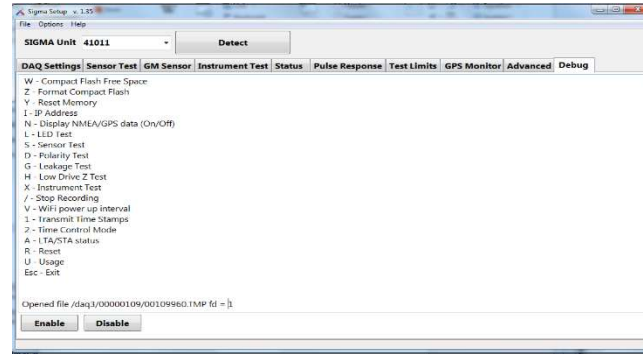 Sigma Setup v. 1.35
File Options Help
SIGMA Unit 41011 Detect
DAQ Settings Sensor Test GM Sensor Instrument Test Status Pulse Response Test Limits GPS Monitor Advanced Debug
W - Compact Flash Free Space
Z - Format Compact Flash
Y - Reset Memory
I - IP Address
N - Display NMEA/GPS data (On/Off)
L - LED Test
S - Sensor Test
D - Polarity Test
G - Leakage Test
H - Low Drive Z Test
X - Instrument Test
/ - Stop Recording
V - WiFi power up interval
1 - Transmit Time Stamps
2 - Time Control Mode
A - LTA/STA status
R - Reset
U - Usage
Esc - Exit
Opened file /daq3/00000109/00109960.TMP fd = 1
Enable Disable